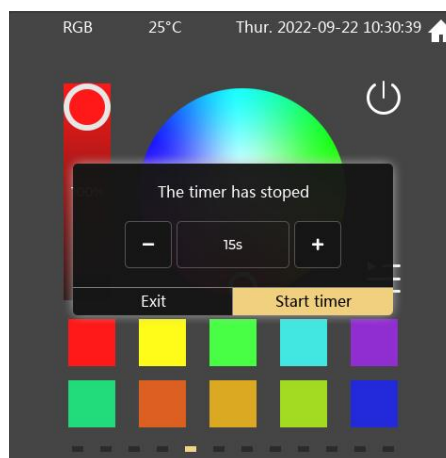 RGB 25°C Thur. 2022-09-22 10:30:39
The timer has stoped
− 15s +
Exit Start timer